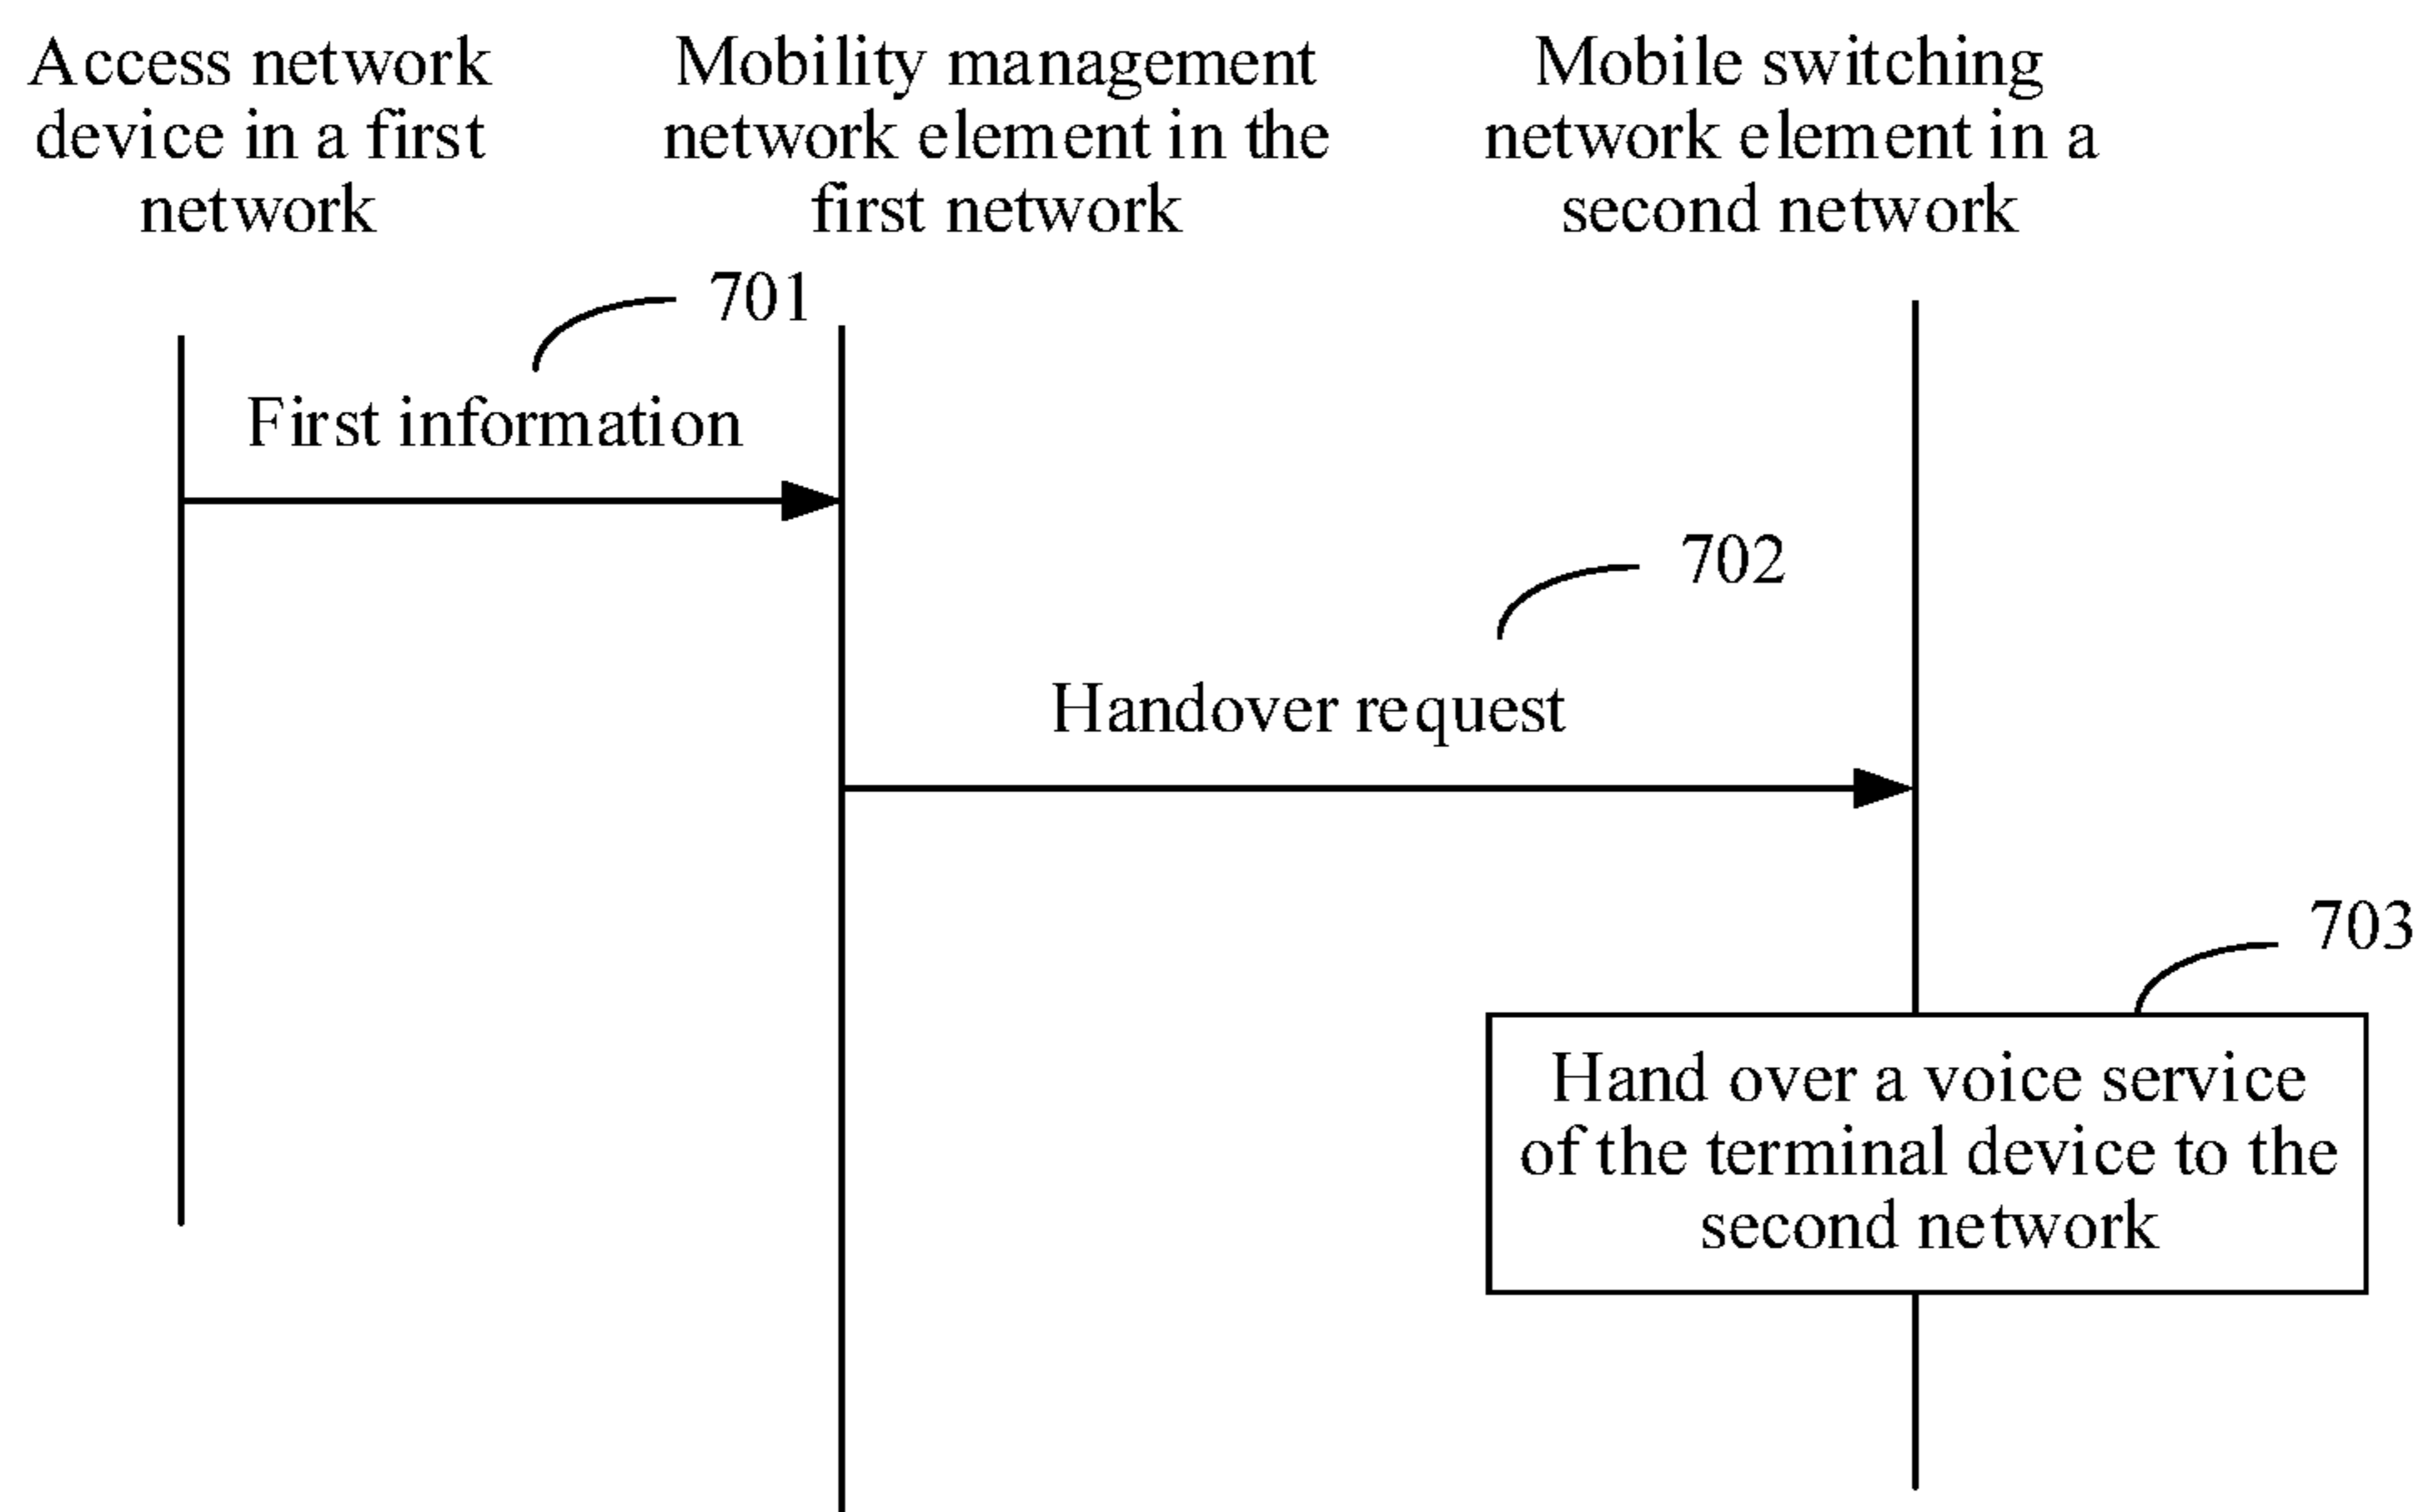 Access network
device in a first
network
Mobility management
network element in the
first network
Mobile switching
network element in a
second network
701
First information
702
Handover request
703
Hand over a voice service
of the terminal device to the
second network